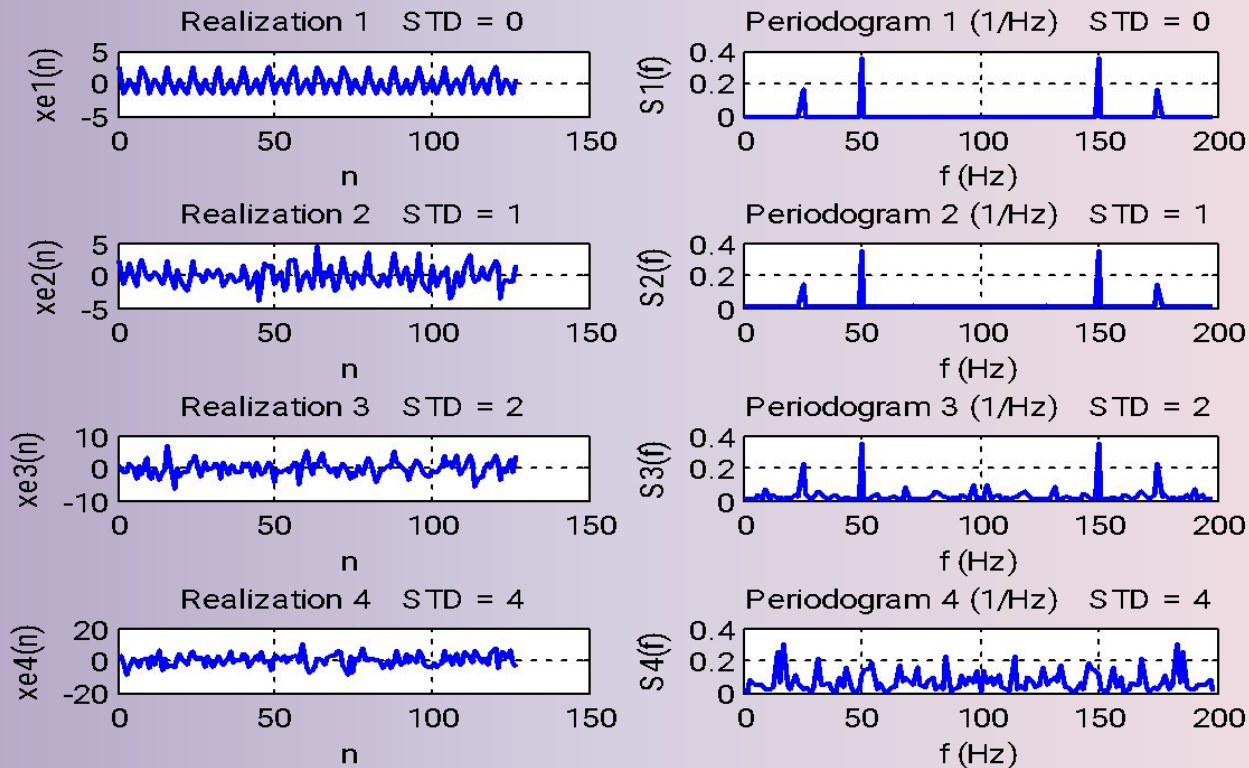 Realization 1 STD = 0
xe1(n)
5
0
-5
0 50 100 150
n
Periodogram 1 (1/Hz) STD = 0
S1(f)
0.4
0.2
0
0 50 100 150 200
f (Hz)
Realization 2 STD = 1
xe2(n)
5
0
-5
0 50 100 150
n
Periodogram 2 (1/Hz) STD = 1
S2(f)
0.4
0.2
0
0 50 100 150 200
f (Hz)
Realization 3 STD = 2
xe3(n)
10
0
-10
0 50 100 150
n
Periodogram 3 (1/Hz) STD = 2
S3(f)
0.4
0.2
0
0 50 100 150 200
f (Hz)
Realization 4 STD = 4
xe4(n)
20
0
-20
0 50 100 150
n
Periodogram 4 (1/Hz) STD = 4
S4(f)
0.4
0.2
0
0 50 100 150 200
f (Hz)